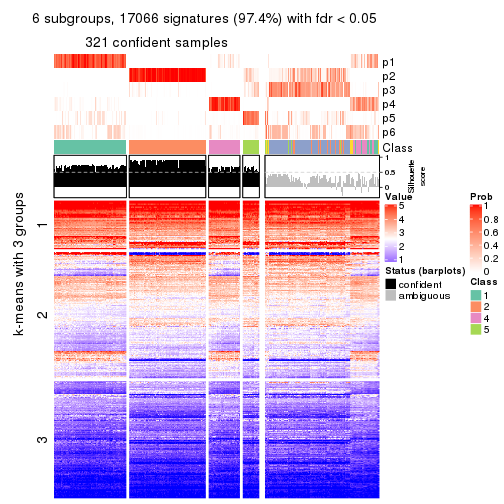 6 subgroups, 17066 signatures (97.4%) with fdr < 0.05
321 confident samples
p1
p2
p3
p4
p5
p6
Class
1
0.5
0
Silhouette
score
k-means with 3 groups
1
2
3
Value
5
4
3
2
1
Status (barplots)
confident
ambiguous
Prob
1
0.8
0.6
0.4
0.2
0
Class
1
2
4
5